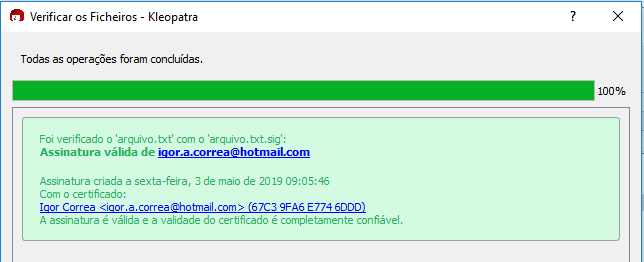 Verificar os Ficheiros - Kleopatra
Todas as operações foram concluídas.
100%
Foi verificado o 'arquivo.txt' com o 'arquivo.txt.sig':
Assinatura válida de igor.a.correa@hotmail.com
Assinatura criada a sexta-feira, 3 de maio de 2019 09:05:46
Com o certificado:
Igor Correa <igor.a.correa@hotmail.com> (67C3 9FA6 E774 6DDD)
A assinatura é válida e a validade do certificado é completamente confiável.